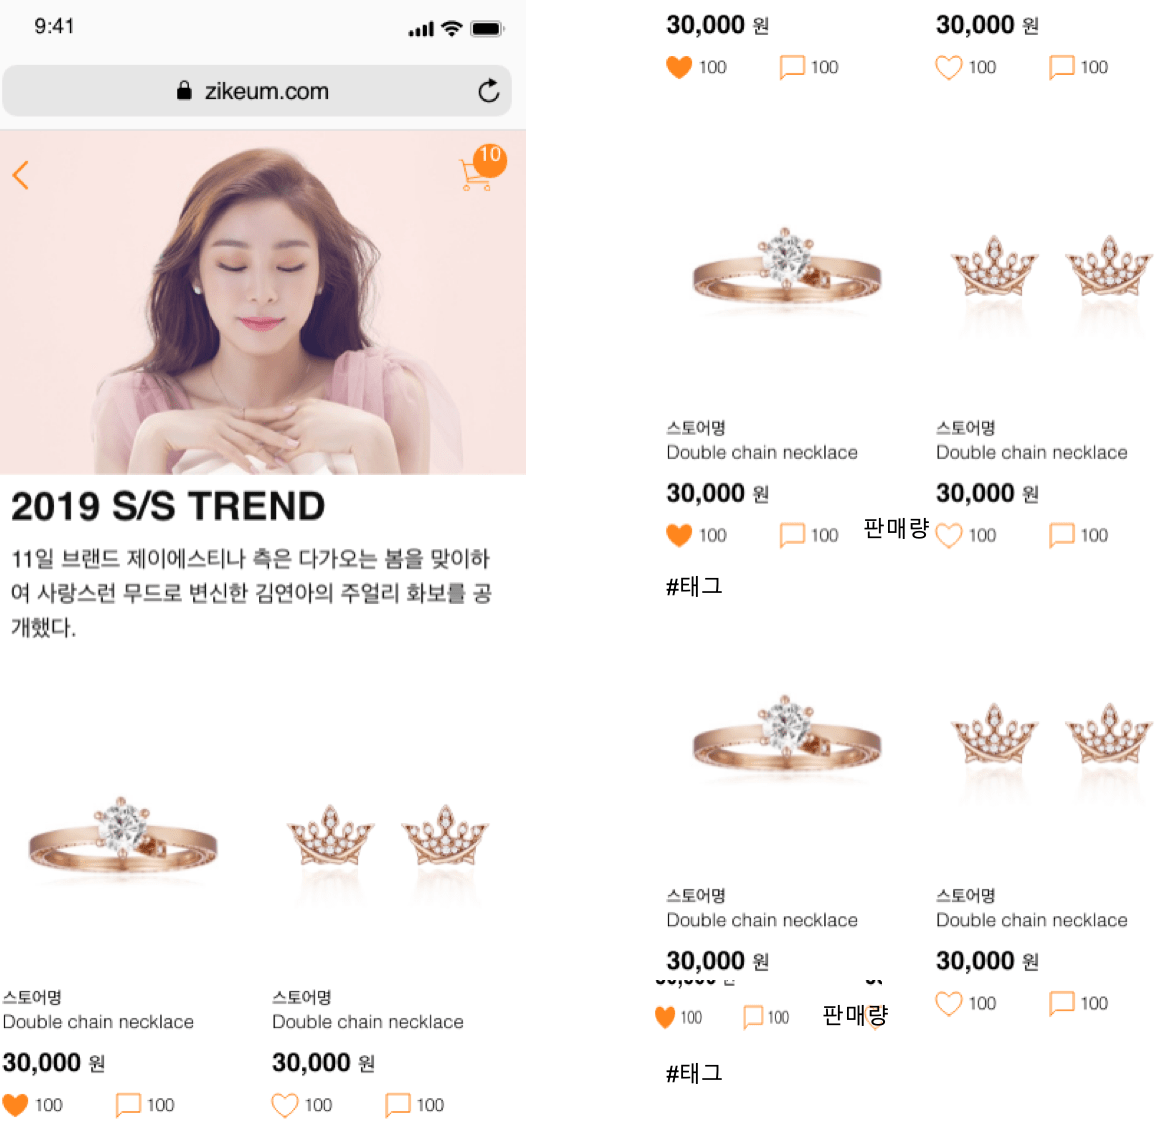 9:41
zikeum.com
10
2019 S/S TREND
11일 브랜드 제이에스티나 측은 다가오는 봄을 맞이하
여 사랑스런 무드로 변신한 김연아의 주얼리 화보를 공
개했다.
스토어명
Double chain necklace
30,000 원
100
100
스토어명
Double chain necklace
30,000 원
100
100
30,000 원
100
100
30,000 원
100
100
스토어명
Double chain necklace
30,000 원
100
100
판매량
#태그
스토어명
Double chain necklace
30,000 원
100
100
스토어명
Double chain necklace
30,000 원
100
100
판매량
#태그
스토어명
Double chain necklace
30,000 원
100
100